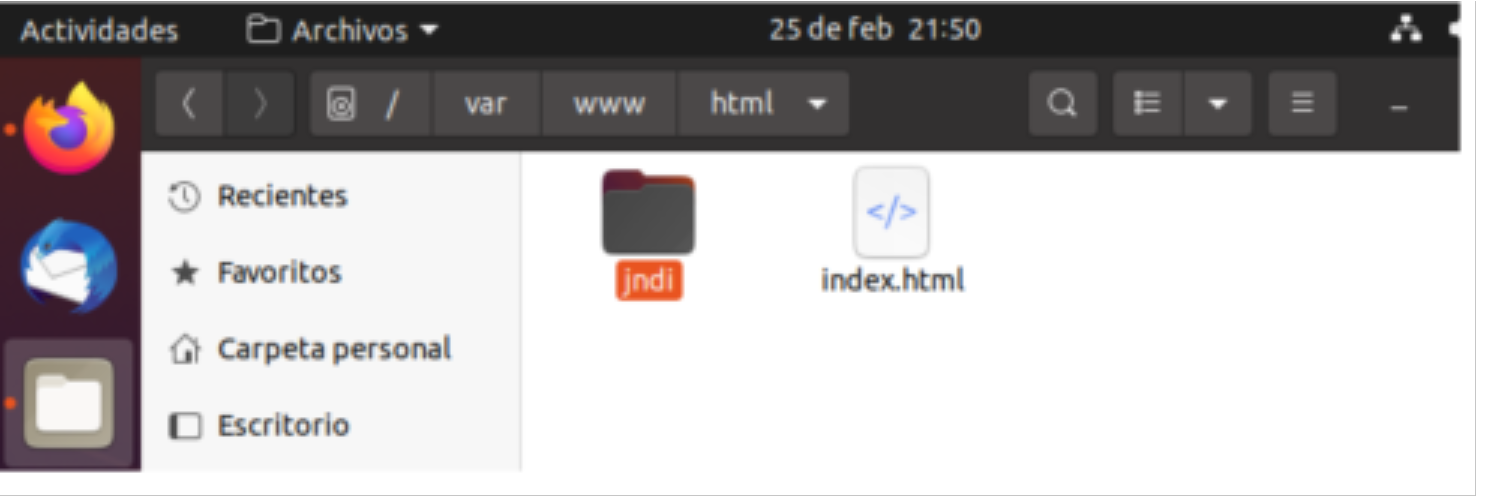 Actividades Archivos 25 de feb 21:50
/ var www html
Recientes
Favoritos
Carpeta personal
Escritorio
jndi
</>
index.html